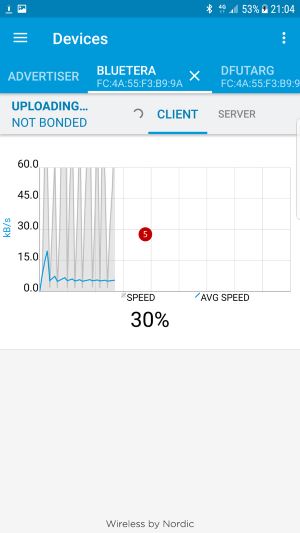 4G 53% 21:04
Devices
ADVERTISER BLUETERA DFUTARG
FC:4A:55:F3:B9:9A FC:4A:55:F3:B9:9
UPLOADING... CLIENT SERVER
NOT BONDED
60.0
45.0
kB/s
30.0
5
15.0
0.0
SPEED AVG SPEED
30%
Wireless by Nordic